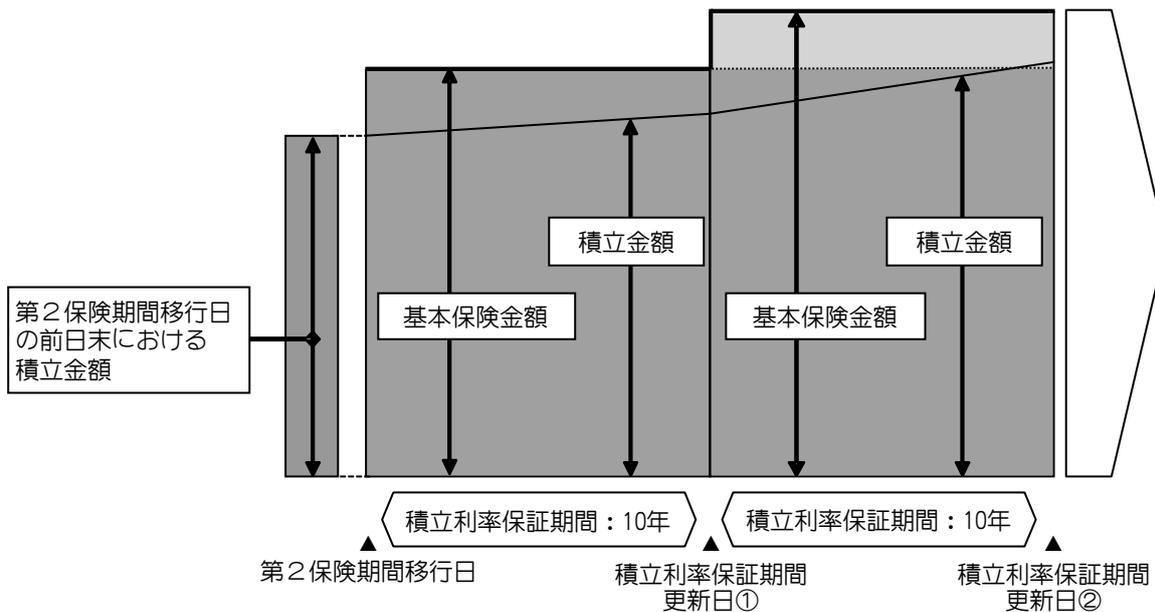 積立金額
積立金額
基本保険金額
基本保険金額
第2保険期間移行日
の前日末における
積立金額
積立利率保証期間：10年
積立利率保証期間：10年
▲
▲
▲
第2保険期間移行日
積立利率保証期間
更新日①
積立利率保証期間
更新日②